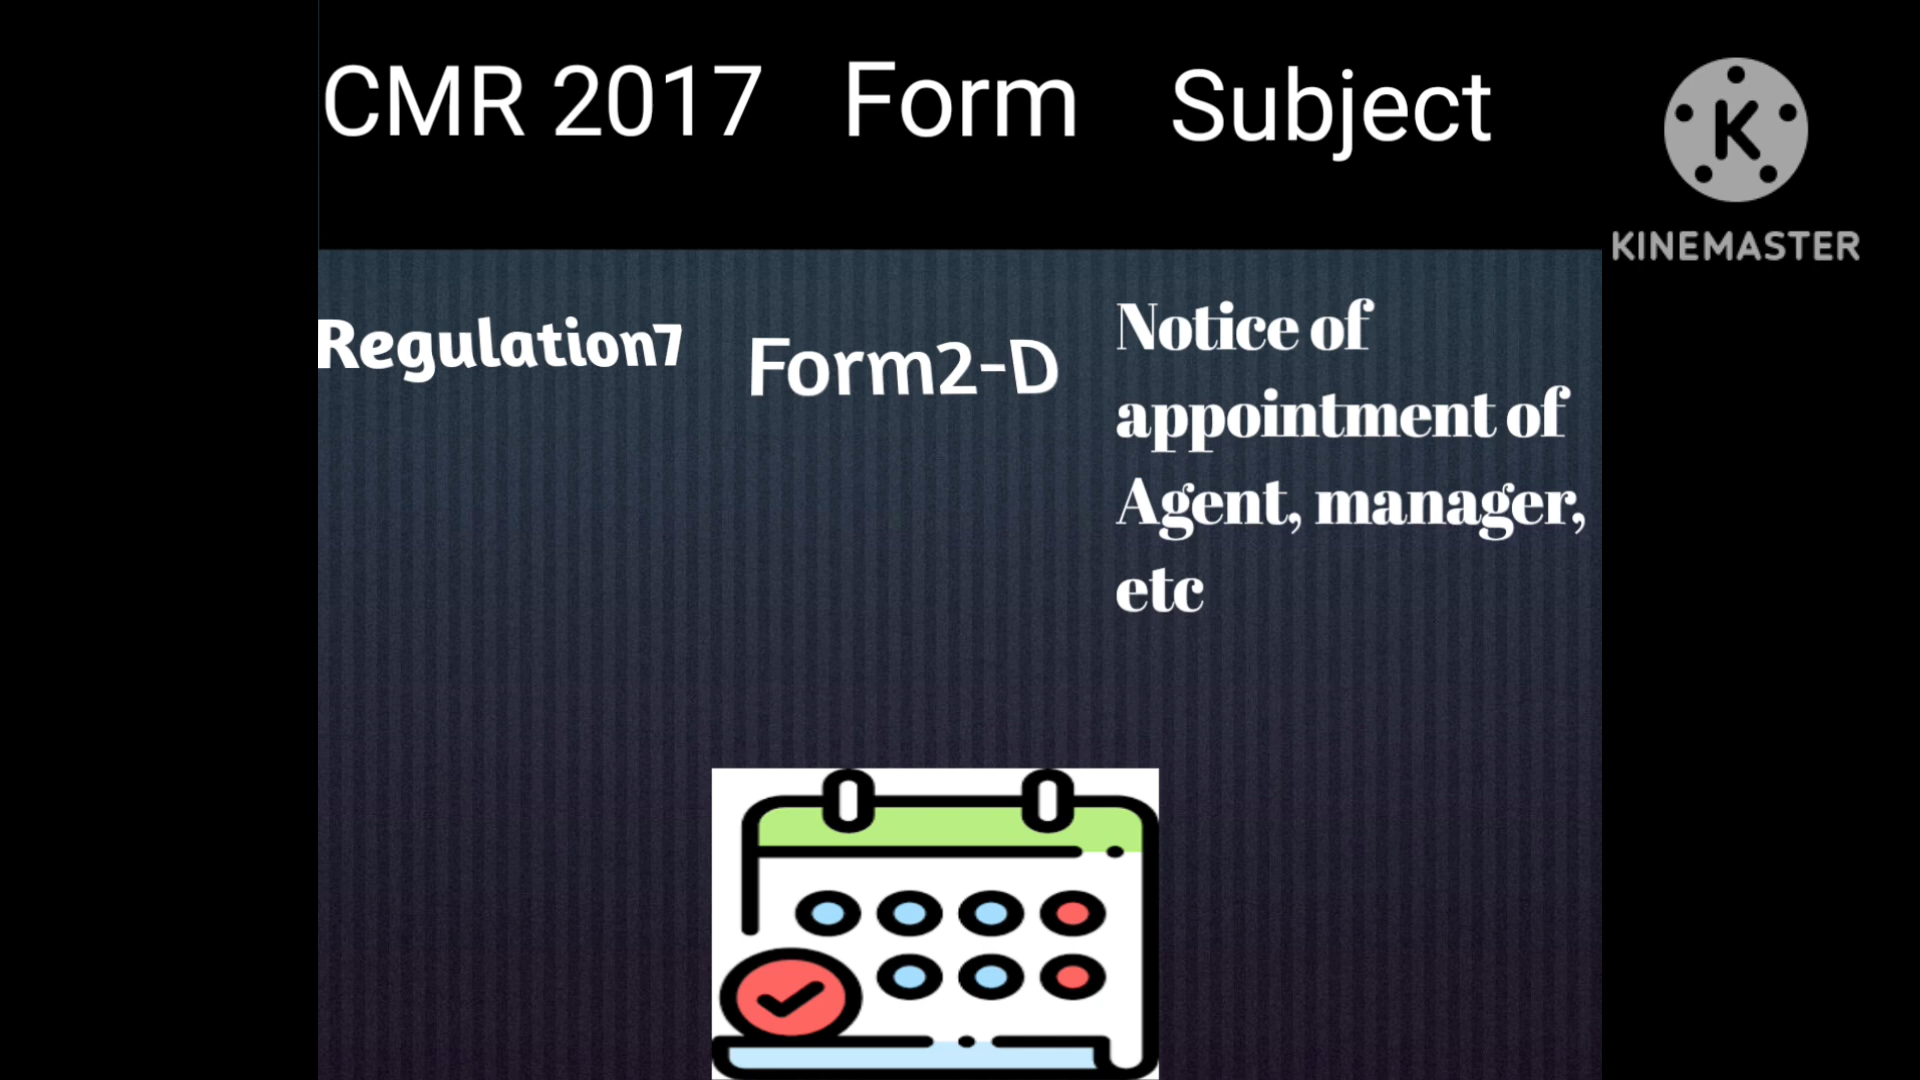 CMR 2017 Form Subject
K
KINEMASTER
Regulation7 Form2-D Notice of
appointment of
Agent, manager,
etc